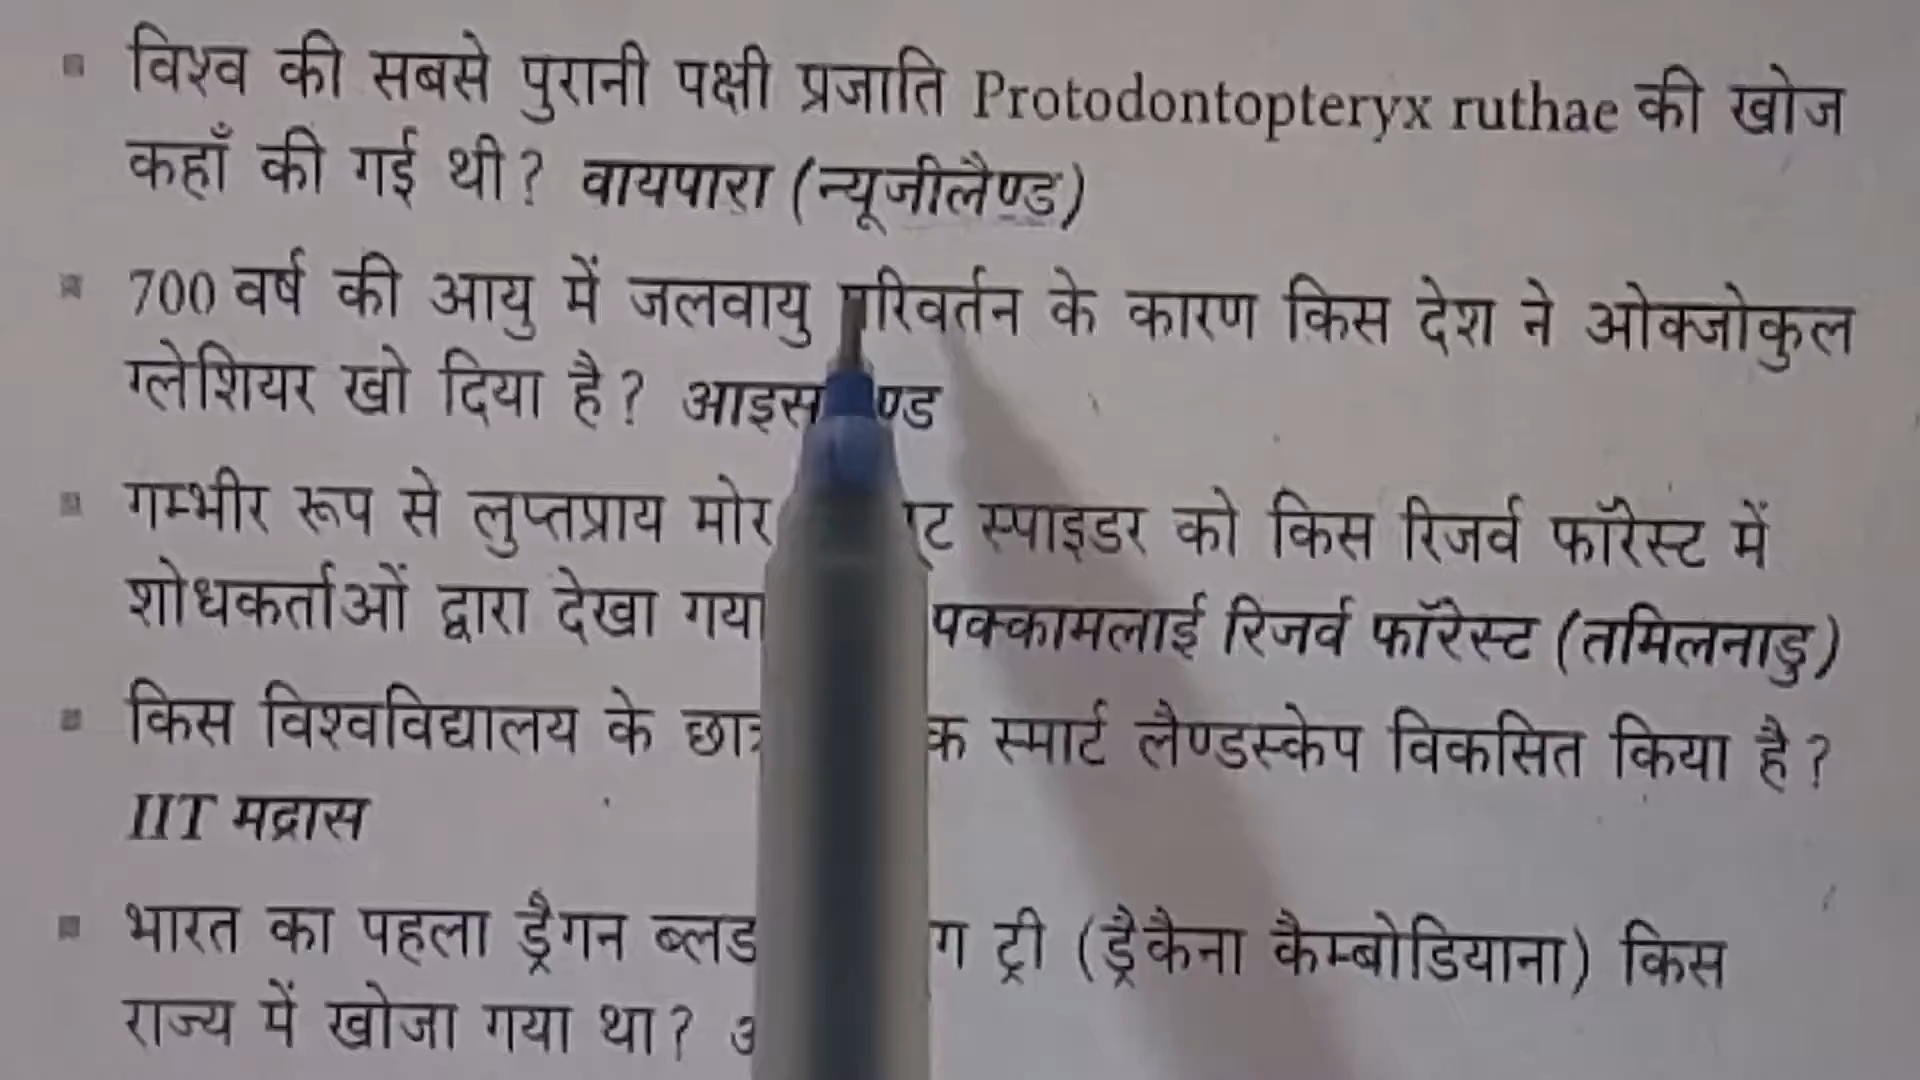 विश्व की सबसे पुरानी पक्षी प्रजाति Protodontopteryx ruthae की खोज
कहाँ की गई थी? वायपारा (न्यूजीलैण्ड)
700 वर्ष की आयु में जलवायु परिवर्तन के कारण किस देश ने ओक्जोकुल
ग्लेशियर खो दिया है?
गम्भीर रूप से लुप्तप्राय मोर स्पाइडर को किस रिजर्व फॉरेस्ट में
शोधकर्ताओं द्वारा देखा गया पक्कामलाई रिजर्व फॉरेस्ट (तमिलनाडु)
किस विश्वविद्यालय के स्मार्ट लैण्डस्केप विकसित किया है?
IIT मद्रास
भारत का पहला ड्रैगन ब्लड ट्री (ड्रैकैना कैम्बोडियाना) किस
राज्य में खोजा गया था?